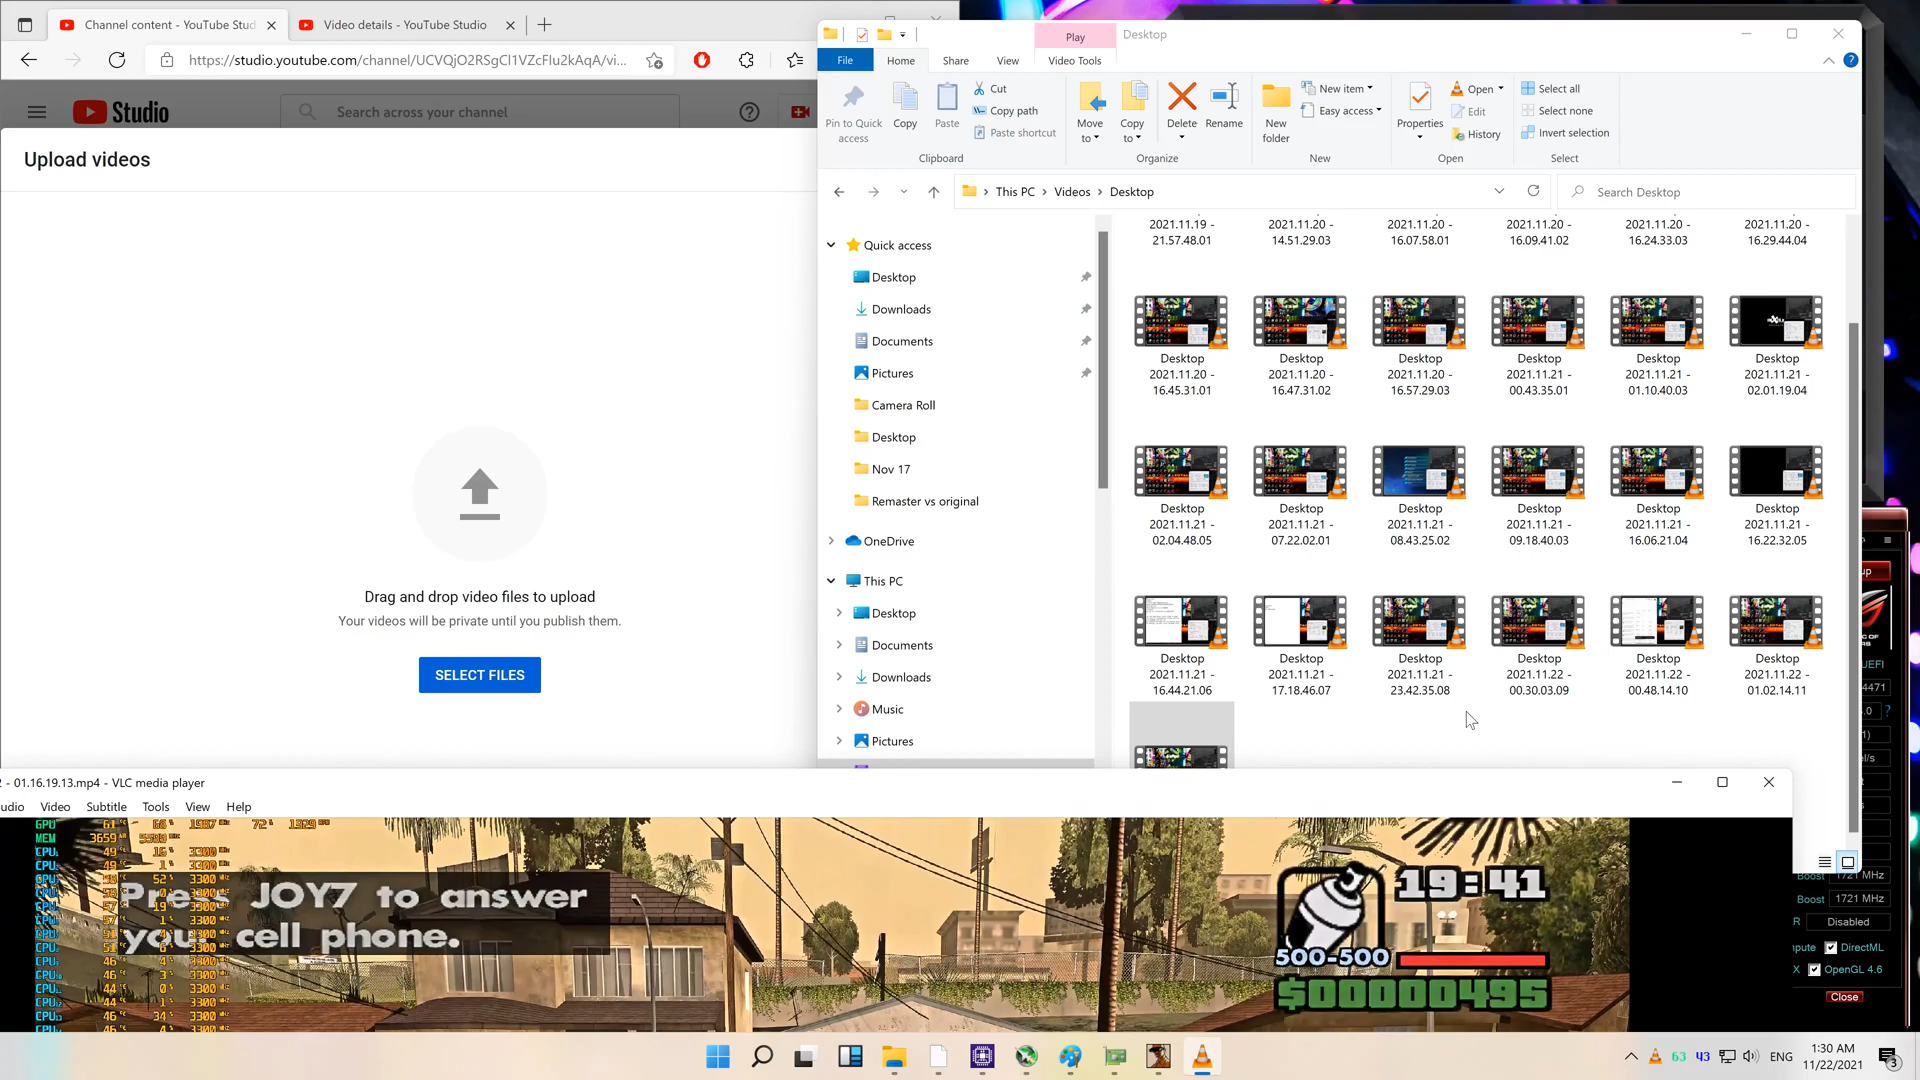 Channel content - YouTube Stud
Video details - YouTube Studio
https://studio.youtube.com/channel/UCVQjO2RSgCl1VZcFIu2kAqA/vi...
Studio
Search across your channel
Upload videos
Drag and drop video files to upload
Your videos will be private until you publish them.
SELECT FILES
Play
Desktop
File
Home
Share
View
Video Tools
Pin to Quick access
Copy
Paste
Cut
Copy path
Paste shortcut
Clipboard
Move to
Copy to
Delete
Rename
Organize
New folder
New item
Easy access
New
Properties
Open
Edit
History
Open
Select all
Select none
Invert selection
Select
This PC
Videos
Desktop
Search Desktop
Quick access
Desktop
Downloads
Documents
Pictures
Camera Roll
Desktop
Nov 17
Remaster vs original
OneDrive
This PC
Desktop
Documents
Downloads
Music
Pictures
2021.11.19 - 21.57.48.01
2021.11.20 - 14.51.29.03
2021.11.20 - 16.07.58.01
2021.11.20 - 16.09.41.02
2021.11.20 - 16.24.33.03
2021.11.20 - 16.29.44.04
Desktop 2021.11.20 - 16.45.31.01
Desktop 2021.11.20 - 16.47.31.02
Desktop 2021.11.20 - 16.57.29.03
Desktop 2021.11.21 - 00.43.35.01
Desktop 2021.11.21 - 01.10.40.03
Desktop 2021.11.21 - 02.01.19.04
Desktop 2021.11.21 - 02.04.48.05
Desktop 2021.11.21 - 07.22.02.01
Desktop 2021.11.21 - 08.43.25.02
Desktop 2021.11.21 - 09.18.40.03
Desktop 2021.11.21 - 16.06.21.04
Desktop 2021.11.21 - 16.22.32.05
Desktop 2021.11.21 - 16.44.21.06
Desktop 2021.11.21 - 17.18.46.07
Desktop 2021.11.21 - 23.42.35.08
Desktop 2021.11.22 - 00.30.03.09
Desktop 2021.11.22 - 00.48.14.10
Desktop 2021.11.22 - 01.02.14.11
- 01.16.19.13.mp4 - VLC media player
udio
Video
Subtitle
Tools
View
Help
Press JOY7 to answer
your cell phone.
19:41
500-500
$00000495
UEFI
4471
Boost
1721 MHz
Boost
1721 MHz
Disabled
DirectML
OpenGL 4.6
Close
63
43
ENG
1:30 AM
11/22/2021
3